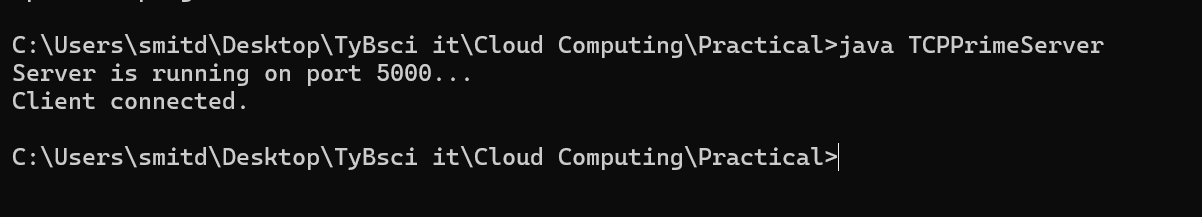 C:\Users\smitd\Desktop\TyBsci it\Cloud Computing\Practical>java TCPPrimeServer
Server is running on port 5000...
Client connected.
C:\Users\smitd\Desktop\TyBsci it\Cloud Computing\Practical>